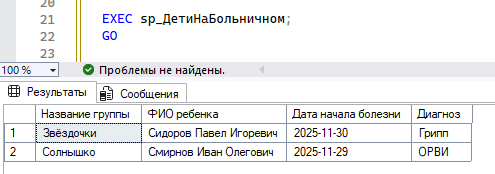 20
21 EXEC sp_ДетиНаБольничном;
22 GO
23
100 % Проблемы не найдены.
Результаты Сообщения
Название группы ФИО ребенка Дата начала болезни Диагноз
1 Звёздочки Сидоров Павел Игоревич 2025-11-30 Грипп
2 Солнышко Смирнов Иван Олегович 2025-11-29 ОРВИ